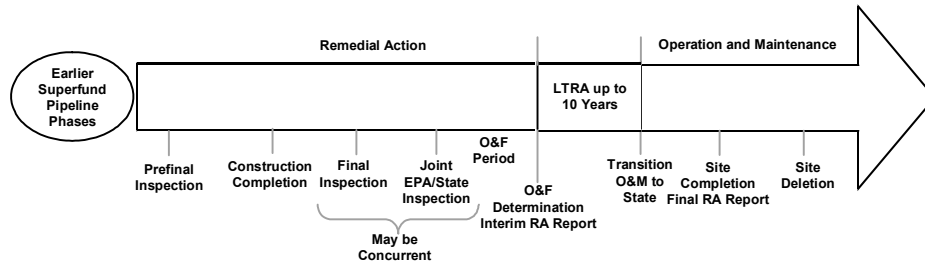 Remedial Action
Operation and Maintenance
Earlier
Superfund
Pipeline
Phases
LTRA up to
10 Years
Prefinal
Inspection
Construction
Completion
Final
Inspection
Joint
EPA/State
Inspection
O&F
Period
O&F
Determination
Interim RA Report
Transition
O&M to
State
Site
Completion
Final RA Report
Site
Deletion
May be
Concurrent